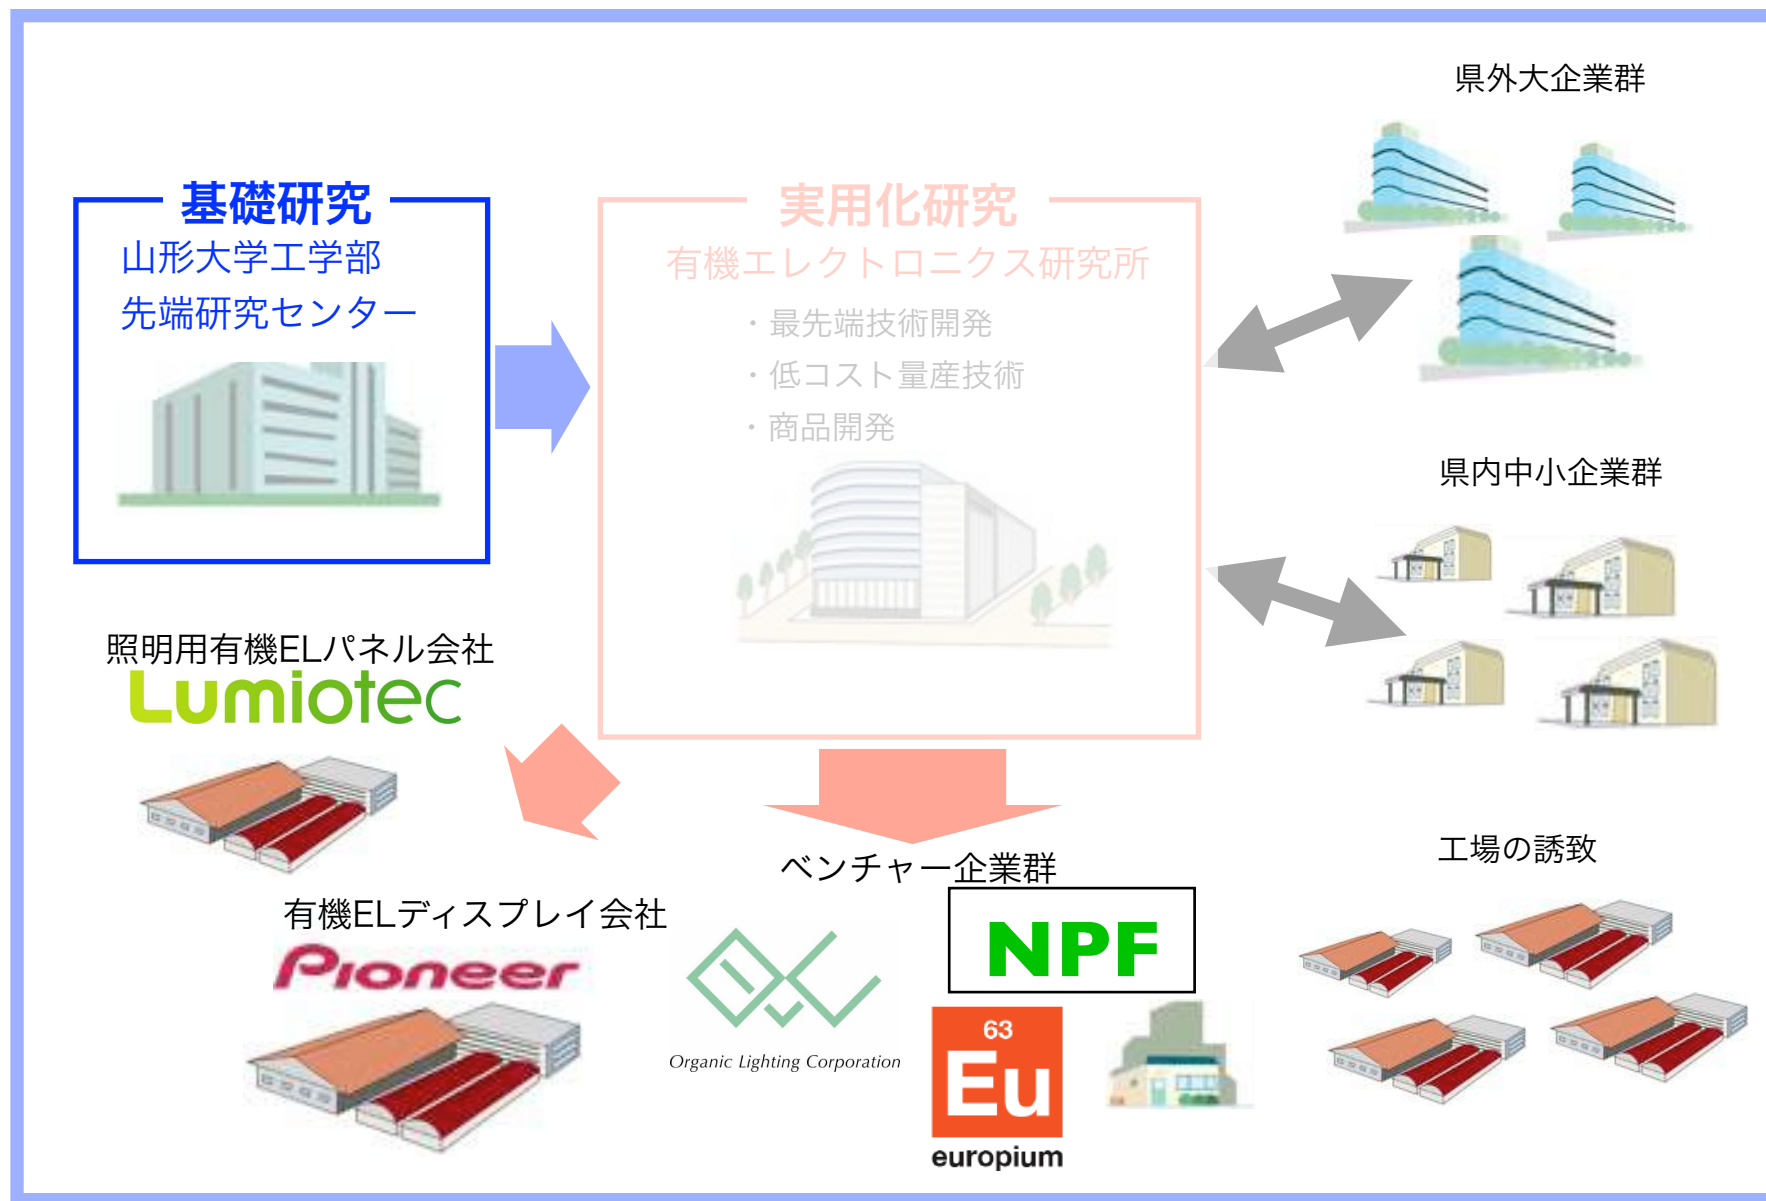 県外大企業群
基礎研究
山形大学工学部
先端研究センター
実用化研究
有機エレクトロニクス研究所
・最先端技術開発
・低コスト量産技術
・商品開発
県内中小企業群
照明用有機ELパネル会社
Lumiotec
工場の誘致
ベンチャー企業群
有機ELディスプレイ会社
Pioneer
NPF
Organic Lighting Corporation
63
Eu
europium